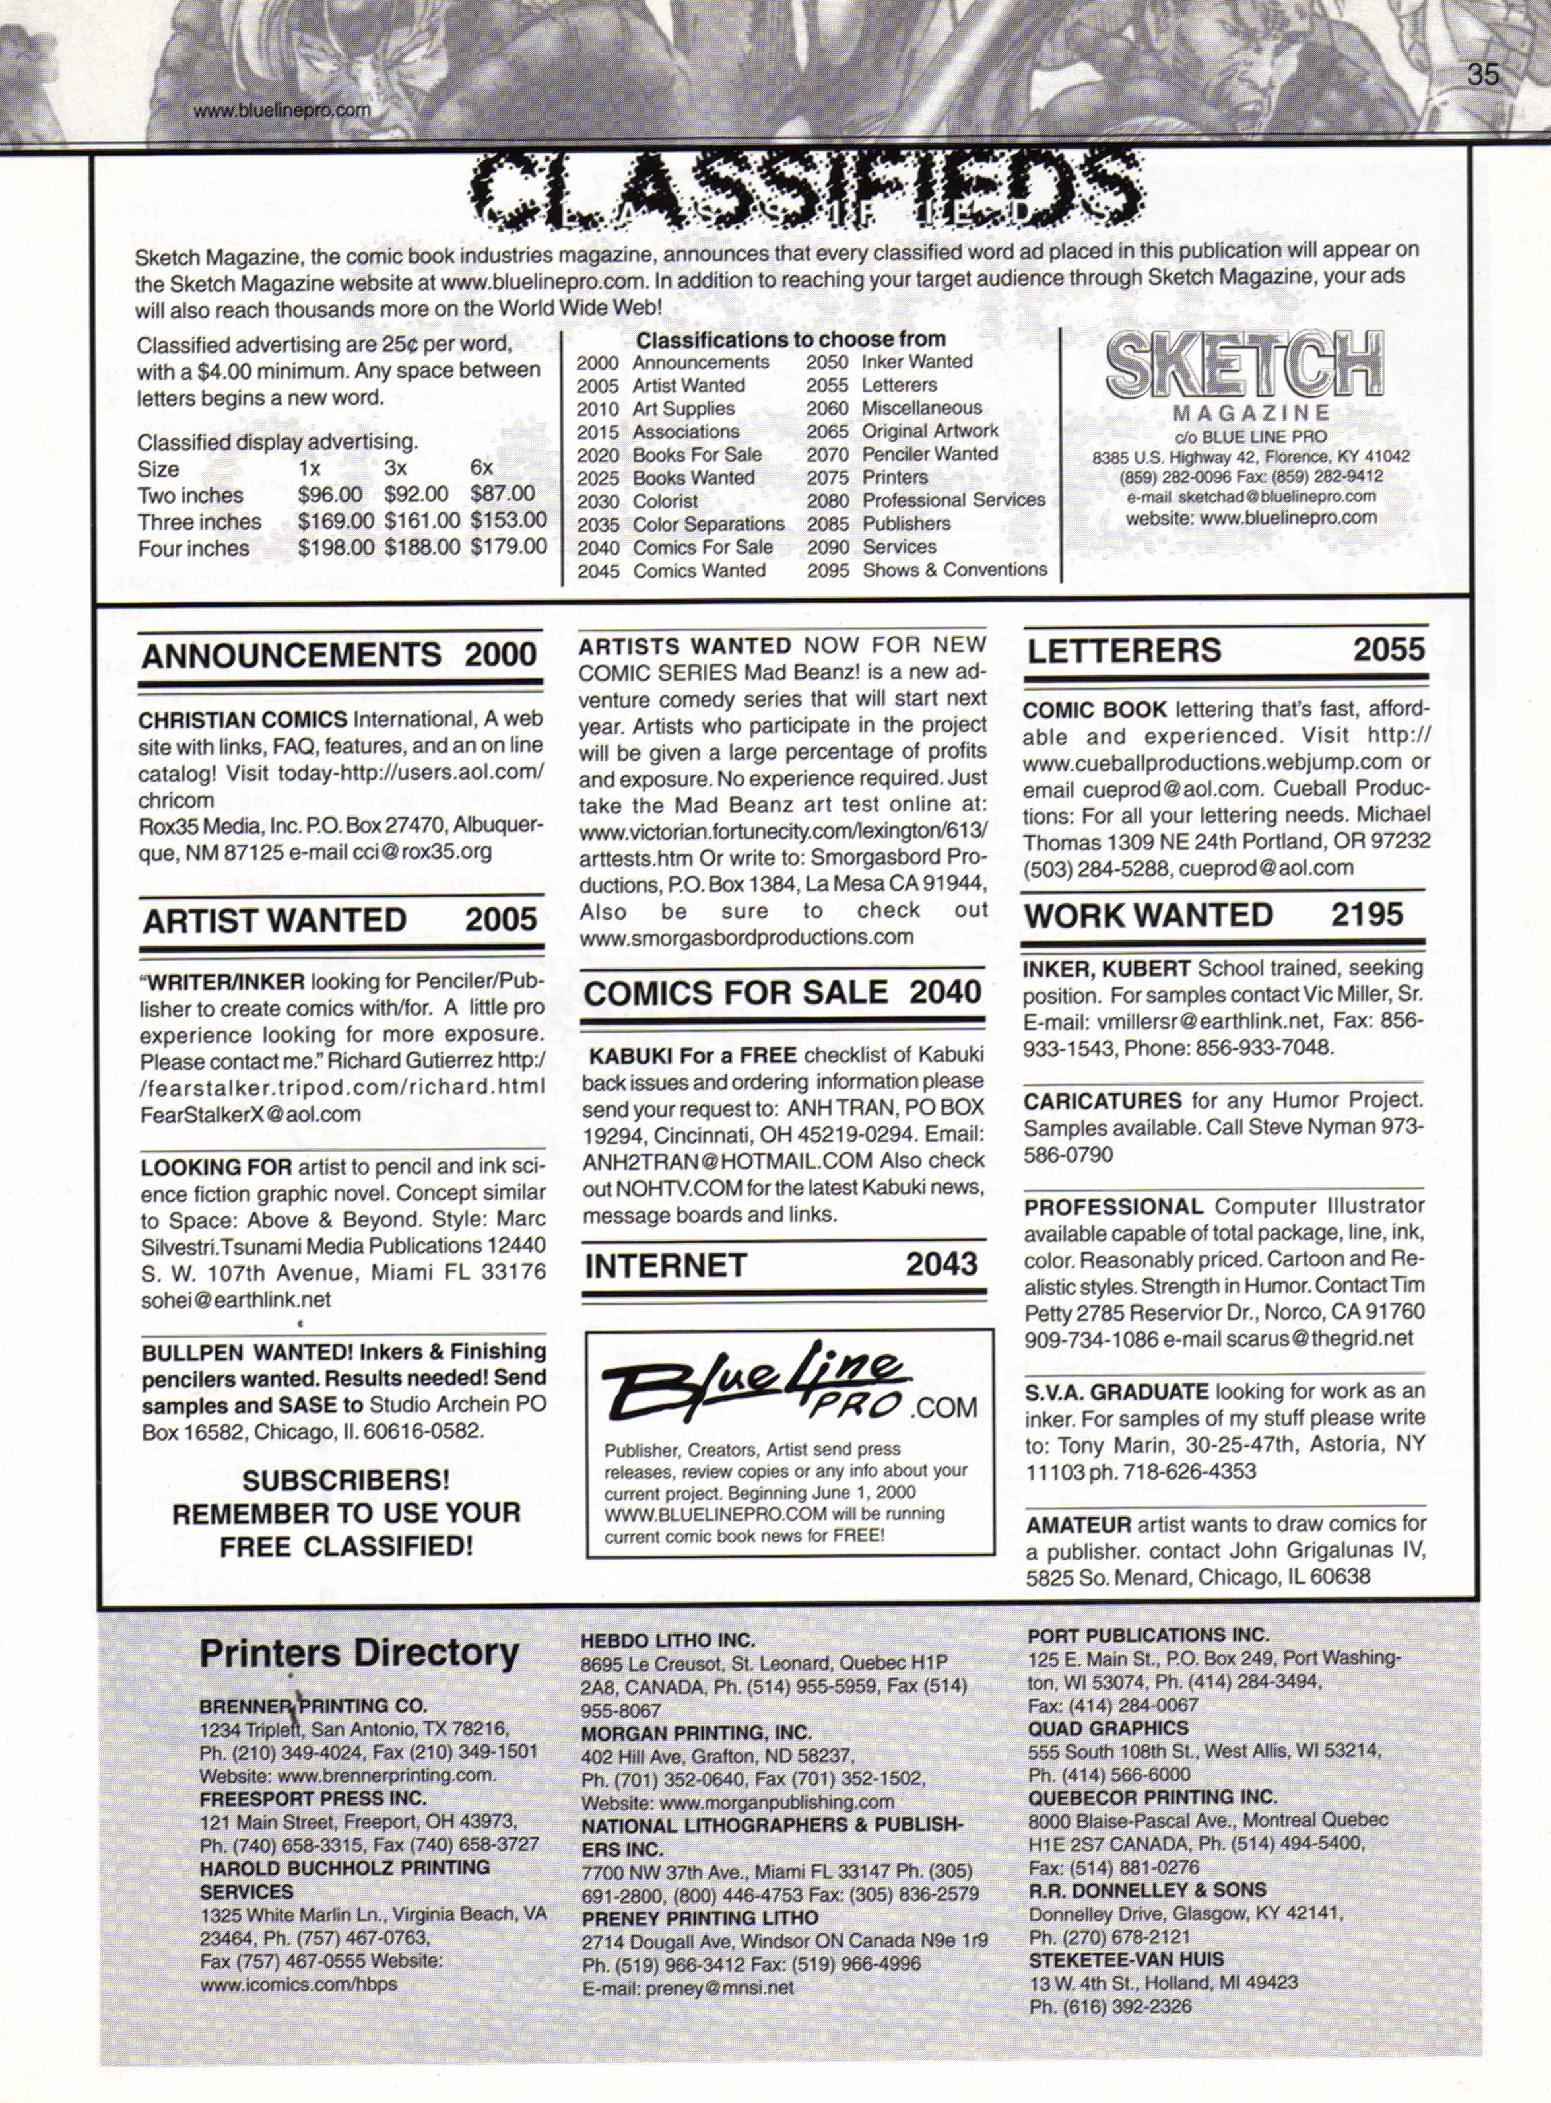 www.bluelinepro.com
35
CLASSIFIEDS
CLASSIFIEDS
Sketch Magazine, the comic book industries magazine, announces that every classified word ad placed in this publication will appear on
the Sketch Magazine website at www.bluelinepro.com. In addition to reaching your target audience through Sketch Magazine, your ads
will also reach thousands more on the World Wide Web!
Classified advertising are 25¢ per word,
with a $4.00 minimum. Any space between
letters begins a new word.
Classified display advertising.
Size 1x 3x 6x
Two inches $96.00 $92.00 $87.00
Three inches $169.00 $161.00 $153.00
Four inches $198.00 $188.00 $179.00
Classifications to choose from
2000 Announcements 2050 Inker Wanted
2005 Artist Wanted 2055 Letterers
2010 Art Supplies 2060 Miscellaneous
2015 Associations 2065 Original Artwork
2020 Books For Sale 2070 Penciler Wanted
2025 Books Wanted 2075 Printers
2030 Colorist 2080 Professional Services
2035 Color Separations 2085 Publishers
2040 Comics For Sale 2090 Services
2045 Comics Wanted 2095 Shows & Conventions
SKETCH
MAGAZINE
c/o BLUE LINE PRO
8385 U.S. Highway 42, Florence, KY 41042
(859) 282-0096 Fax: (859) 282-9412
e-mail sketchad@bluelinepro.com
website: www.bluelinepro.com
ANNOUNCEMENTS 2000
CHRISTIAN COMICS International, A web
site with links, FAQ, features, and an on line
catalog! Visit today-http://users.aol.com/
chricom
Rox35 Media, Inc. P.O. Box 27470, Albuquer-
que, NM 87125 e-mail cci@rox35.org
ARTIST WANTED 2005
“WRITER/INKER looking for Penciler/Pub-
lisher to create comics with/for. A little pro
experience looking for more exposure.
Please contact me.” Richard Gutierrez http:/
/fearstalker.tripod.com/richard.html
FearStalkerX@aol.com
LOOKING FOR artist to pencil and ink sci-
ence fiction graphic novel. Concept similar
to Space: Above & Beyond. Style: Marc
Silvestri. Tsunami Media Publications 12440
S. W. 107th Avenue, Miami FL 33176
sohei@earthlink.net
BULLPEN WANTED! Inkers & Finishing
pencilers wanted. Results needed! Send
samples and SASE to Studio Archein PO
Box 16582, Chicago, Il. 60616-0582.
SUBSCRIBERS!
REMEMBER TO USE YOUR
FREE CLASSIFIED!
ARTISTS WANTED NOW FOR NEW
COMIC SERIES Mad Beanz! is a new ad-
venture comedy series that will start next
year. Artists who participate in the project
will be given a large percentage of profits
and exposure. No experience required. Just
take the Mad Beanz art test online at:
www.victorian.fortunecity.com/lexington/613/
arttests.htm Or write to: Smorgasbord Pro-
ductions, P.O. Box 1384, La Mesa CA 91944,
Also be sure to check out
www.smorgasbordproductions.com
COMICS FOR SALE 2040
KABUKI For a FREE checklist of Kabuki
back issues and ordering information please
send your request to: ANH TRAN, PO BOX
19294, Cincinnati, OH 45219-0294. Email:
ANH2TRAN@HOTMAIL.COM Also check
out NOHTV.COM for the latest Kabuki news,
message boards and links.
INTERNET 2043
Blue Line
PRO .COM
Publisher, Creators, Artist send press
releases, review copies or any info about your
current project. Beginning June 1, 2000
WWW.BLUELINEPRO.COM will be running
current comic book news for FREE!
LETTERERS 2055
COMIC BOOK lettering that's fast, afford-
able and experienced. Visit http://
www.cueballproductions.webjump.com or
email cueprod@aol.com. Cueball Produc-
tions: For all your lettering needs. Michael
Thomas 1309 NE 24th Portland, OR 97232
(503) 284-5288, cueprod@aol.com
WORK WANTED 2195
INKER, KUBERT School trained, seeking
position. For samples contact Vic Miller, Sr.
E-mail: vmillersr@earthlink.net, Fax: 856-
933-1543, Phone: 856-933-7048.
CARICATURES for any Humor Project.
Samples available. Call Steve Nyman 973-
586-0790
PROFESSIONAL Computer Illustrator
available capable of total package, line, ink,
color. Reasonably priced. Cartoon and Re-
alistic styles. Strength in Humor. Contact Tim
Petty 2785 Reservior Dr., Norco, CA 91760
909-734-1086 e-mail scarus@thegrid.net
S.V.A. GRADUATE looking for work as an
inker. For samples of my stuff please write
to: Tony Marin, 30-25-47th, Astoria, NY
11103 ph. 718-626-4353
AMATEUR artist wants to draw comics for
a publisher. contact John Grigalunas IV,
5825 So. Menard, Chicago, IL 60638
Printers Directory
BRENNER PRINTING CO.
1234 Triplett, San Antonio, TX 78216,
Ph. (210) 349-4024, Fax (210) 349-1501
Website: www.brennerprinting.com.
FREESPORT PRESS INC.
121 Main Street, Freeport, OH 43973,
Ph. (740) 658-3315, Fax (740) 658-3727
HAROLD BUCHHOLZ PRINTING
SERVICES
1325 White Marlin Ln., Virginia Beach, VA
23464, Ph. (757) 467-0763,
Fax (757) 467-0555 Website:
www.icomics.com/hbps
HEBDO LITHO INC.
8695 Le Creusot, St. Leonard, Quebec H1P
2A8, CANADA, Ph. (514) 955-5959, Fax (514)
955-8067
MORGAN PRINTING, INC.
402 Hill Ave, Grafton, ND 58237,
Ph. (701) 352-0640, Fax (701) 352-1502,
Website: www.morganpublishing.com
NATIONAL LITHOGRAPHERS & PUBLISH-
ERS INC.
7700 NW 37th Ave., Miami FL 33147 Ph. (305)
691-2800, (800) 446-4753 Fax: (305) 836-2579
PRENEY PRINTING LITHO
2714 Dougall Ave, Windsor ON Canada N9e 1r9
Ph. (519) 966-3412 Fax: (519) 966-4996
E-mail: preney@mnsi.net
PORT PUBLICATIONS INC.
125 E. Main St., P.O. Box 249, Port Washing-
ton, WI 53074, Ph. (414) 284-3494,
Fax: (414) 284-0067
QUAD GRAPHICS
555 South 108th St., West Allis, WI 53214,
Ph. (414) 566-6000
QUEBECOR PRINTING INC.
8000 Blaise-Pascal Ave., Montreal Quebec
H1E 2S7 CANADA, Ph. (514) 494-5400,
Fax: (514) 881-0276
R.R. DONNELLEY & SONS
Donnelley Drive, Glasgow, KY 42141,
Ph. (270) 678-2121
STEKETEE-VAN HUIS
13 W. 4th St., Holland, MI 49423
Ph. (616) 392-2326